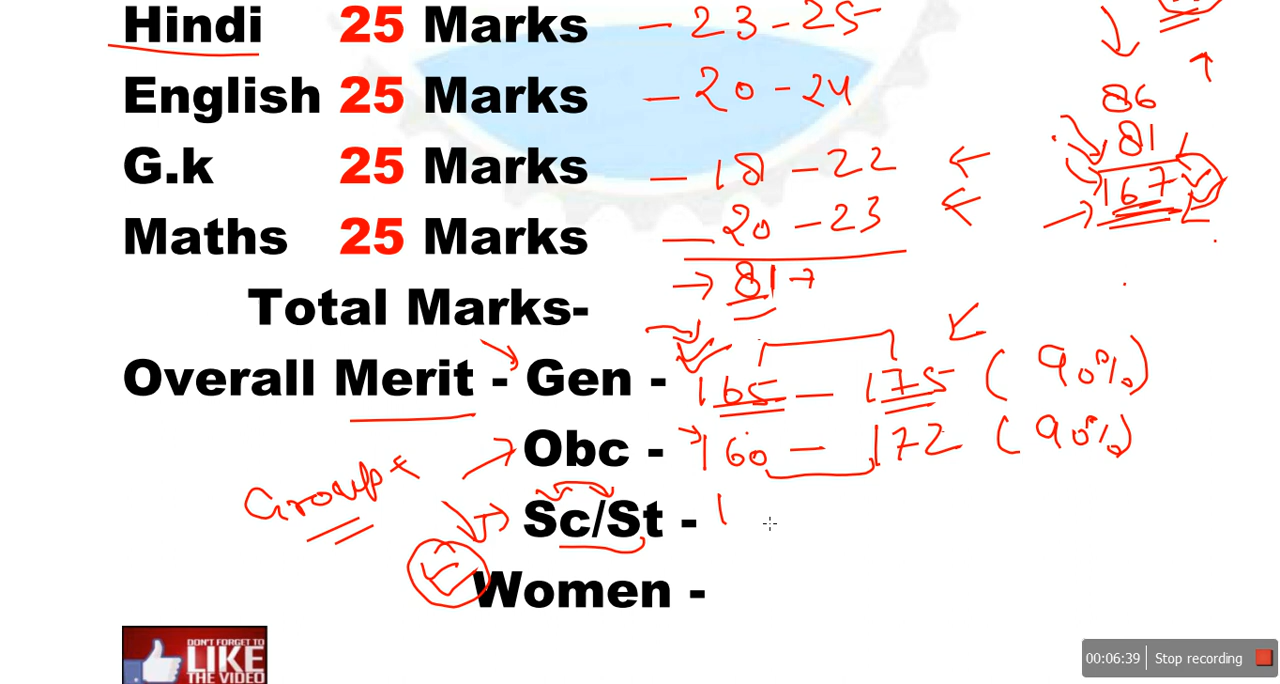 Hindi 25 Marks - 23 - 25
English 25 Marks - 20 - 24
86
G.k 25 Marks - 18 - 22
81
167
Maths 25 Marks - 20 - 23
81
Total Marks-
Overall Merit - Gen - 165 - 175 (90%)
Obc - 160 - 172 (90%)
Group
Sc/St - 1
Women -
DON'T FORGET TO
LIKE
THE VIDEO
00:06:39 Stop recording